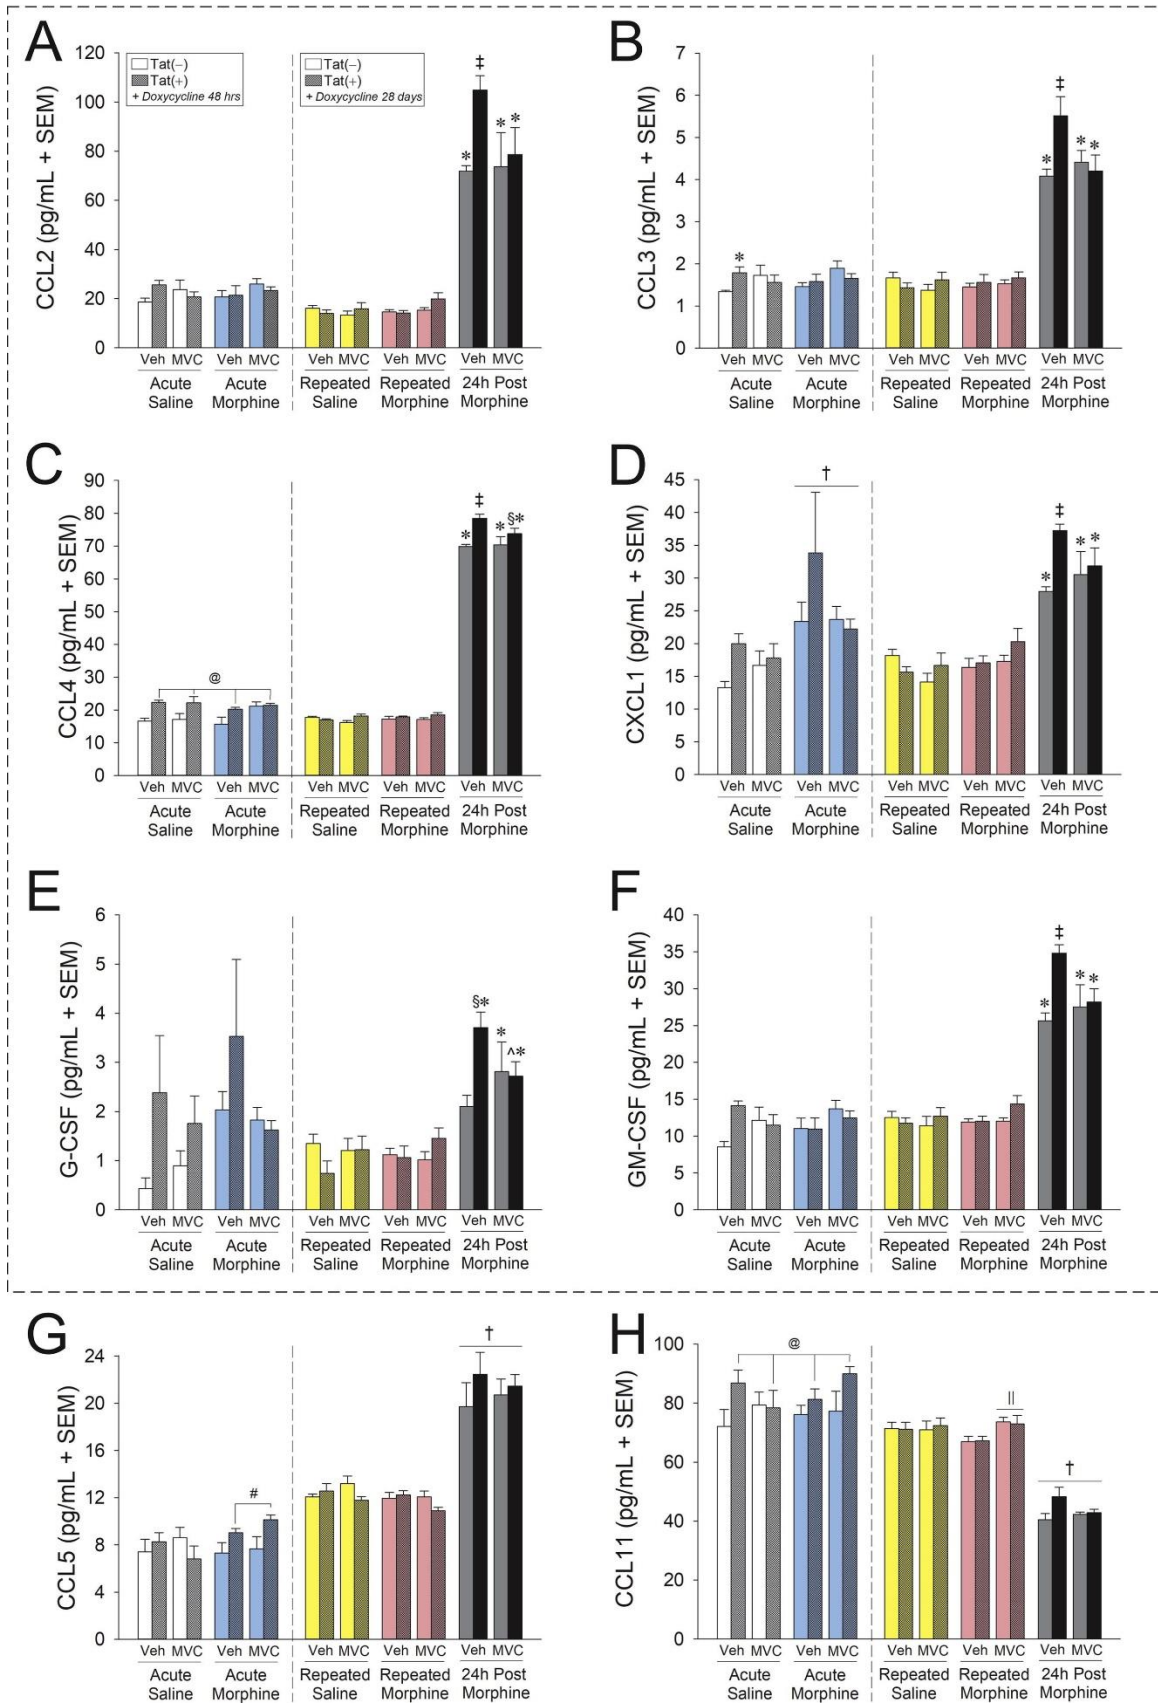 A
CCL2 (pg/mL + SEM)
120
100
80
60
40
20
0
Tat(−)
Tat(+)
+ Doxycycline 48 hrs
Tat(−)
Tat(+)
+ Doxycycline 28 days
*
‡
* *
Veh MVC Veh MVC Veh MVC Veh MVC Veh MVC
Acute Acute Repeated Repeated 24h Post
Saline Morphine Saline Morphine Morphine
B
CCL3 (pg/mL + SEM)
7
6
5
4
3
2
1
0
*
*
‡
* *
Veh MVC Veh MVC Veh MVC Veh MVC Veh MVC
Acute Acute Repeated Repeated 24h Post
Saline Morphine Saline Morphine Morphine
C
CCL4 (pg/mL + SEM)
90
80
70
60
50
40
30
20
10
0
@
*
‡
* §*
Veh MVC Veh MVC Veh MVC Veh MVC Veh MVC
Acute Acute Repeated Repeated 24h Post
Saline Morphine Saline Morphine Morphine
D
CXCL1 (pg/mL + SEM)
45
40
35
30
25
20
15
10
5
0
†
*
‡
* *
Veh MVC Veh MVC Veh MVC Veh MVC Veh MVC
Acute Acute Repeated Repeated 24h Post
Saline Morphine Saline Morphine Morphine
E
G-CSF (pg/mL + SEM)
6
5
4
3
2
1
0
§*
*
^*
Veh MVC Veh MVC Veh MVC Veh MVC Veh MVC
Acute Acute Repeated Repeated 24h Post
Saline Morphine Saline Morphine Morphine
F
GM-CSF (pg/mL + SEM)
40
35
30
25
20
15
10
5
0
*
‡
* *
Veh MVC Veh MVC Veh MVC Veh MVC Veh MVC
Acute Acute Repeated Repeated 24h Post
Saline Morphine Saline Morphine Morphine
G
CCL5 (pg/mL + SEM)
24
20
16
12
8
4
0
#
†
Veh MVC Veh MVC Veh MVC Veh MVC Veh MVC
Acute Acute Repeated Repeated 24h Post
Saline Morphine Saline Morphine Morphine
H
CCL11 (pg/mL + SEM)
100
80
60
40
20
0
@
||
†
Veh MVC Veh MVC Veh MVC Veh MVC Veh MVC
Acute Acute Repeated Repeated 24h Post
Saline Morphine Saline Morphine Morphine